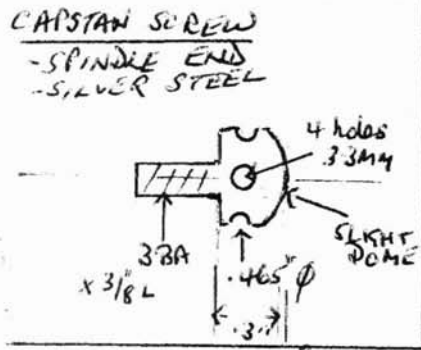 CAPSTAN SCREW
-SPINDLE END
-SILVER STEEL
4 holes
3.3MM
SLIGHT
DOME
3BA
x 3/8 L
.465" φ
.3"